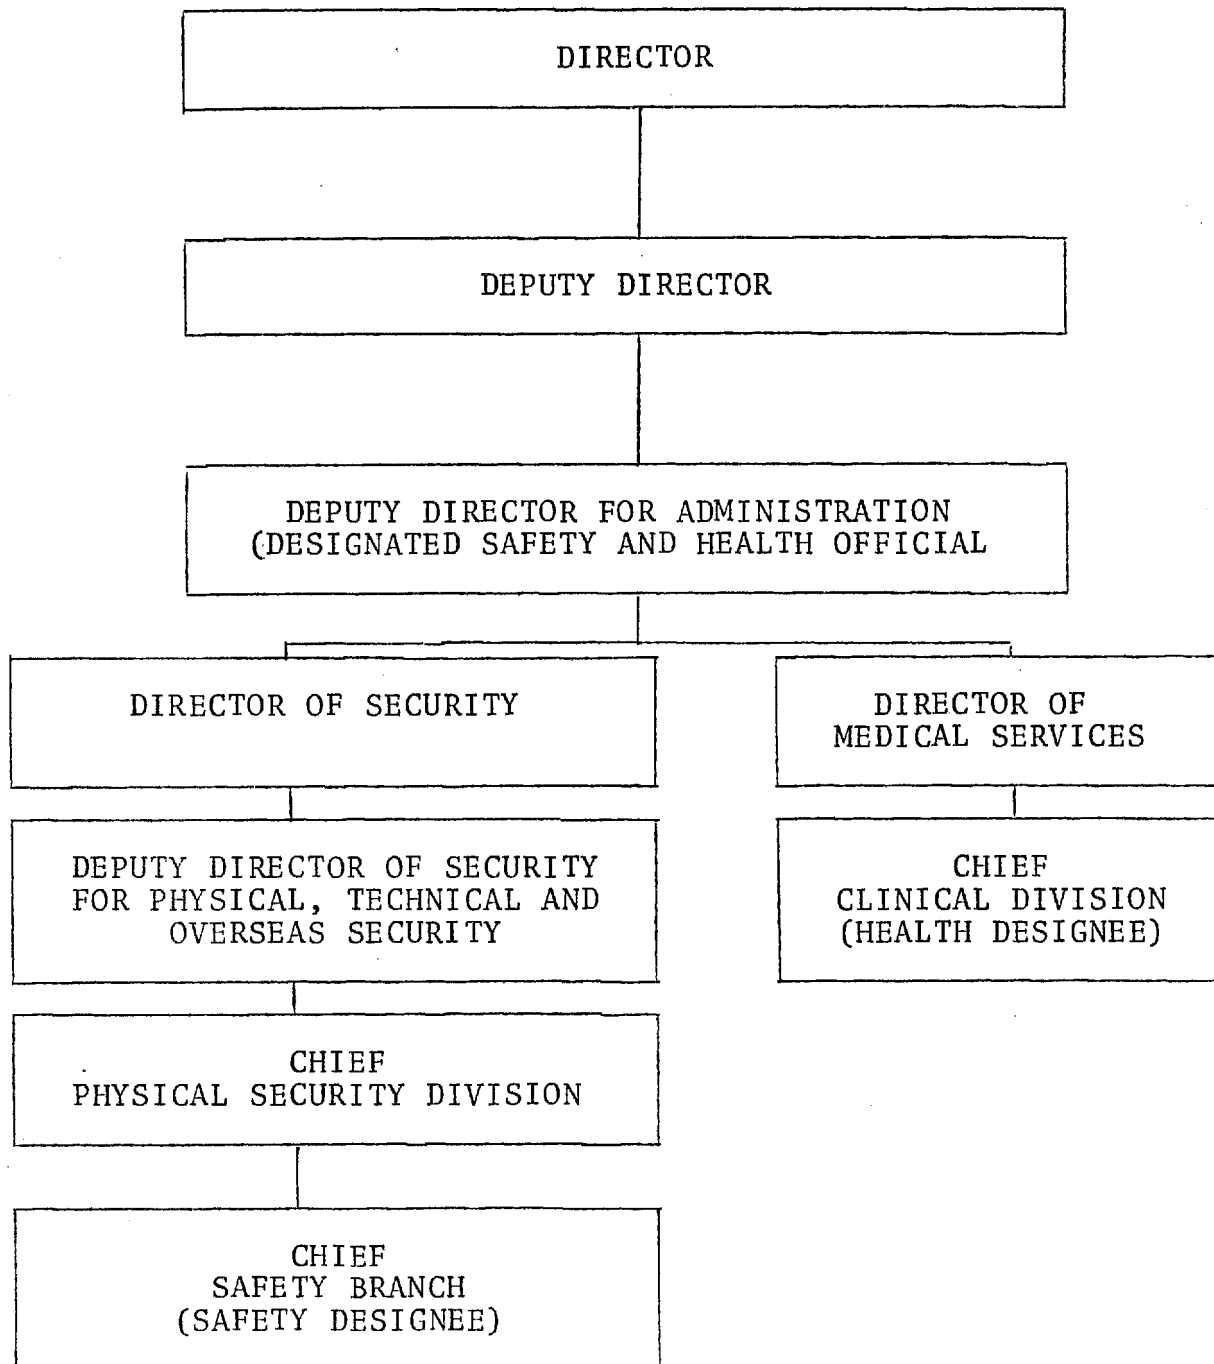 DIRECTOR
DEPUTY DIRECTOR
DEPUTY DIRECTOR FOR ADMINISTRATION
(DESIGNATED SAFETY AND HEALTH OFFICIAL
DIRECTOR OF SECURITY
DIRECTOR OF
MEDICAL SERVICES
DEPUTY DIRECTOR OF SECURITY
FOR PHYSICAL, TECHNICAL AND
OVERSEAS SECURITY
CHIEF
CLINICAL DIVISION
(HEALTH DESIGNEE)
CHIEF
PHYSICAL SECURITY DIVISION
CHIEF
SAFETY BRANCH
(SAFETY DESIGNEE)